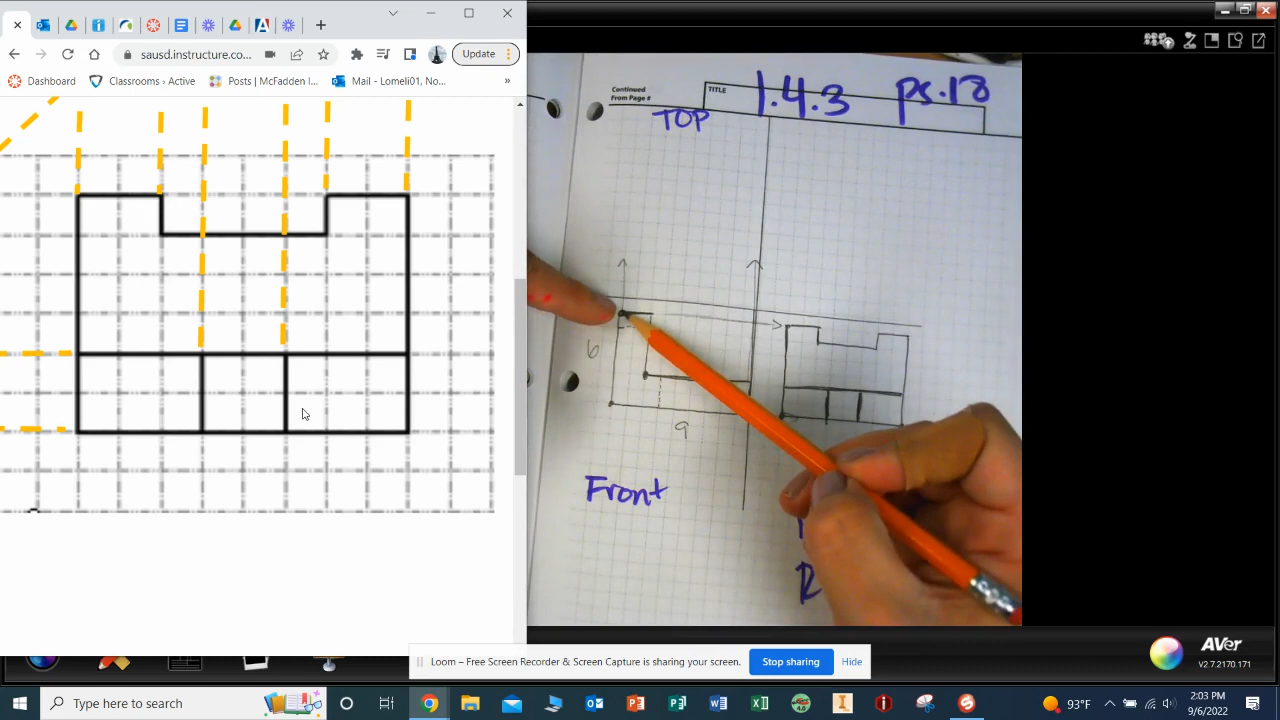 sausd.instructure.co...
Update
Dashboard
Classrooms › Active
Posts | McFadden I...
Mail - Lomeli01, No...
»
Continued
From Page #
TITLE
1.4.3
pg.18
TOP
6
9
Front
R
Loom – Free Screen Recorder & Screen Capture is sharing your screen.
Stop sharing
Hide
AVer
v2.7.2170.171
Type here to search
93°F
2:03 PM
9/6/2022